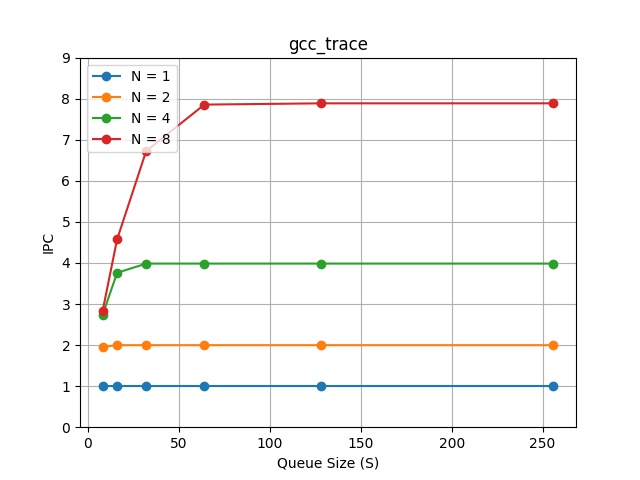 gcc_trace
N = 1
N = 2
N = 4
N = 8
IPC
9
8
7
6
5
4
3
2
1
0
0 50 100 150 200 250
Queue Size (S)